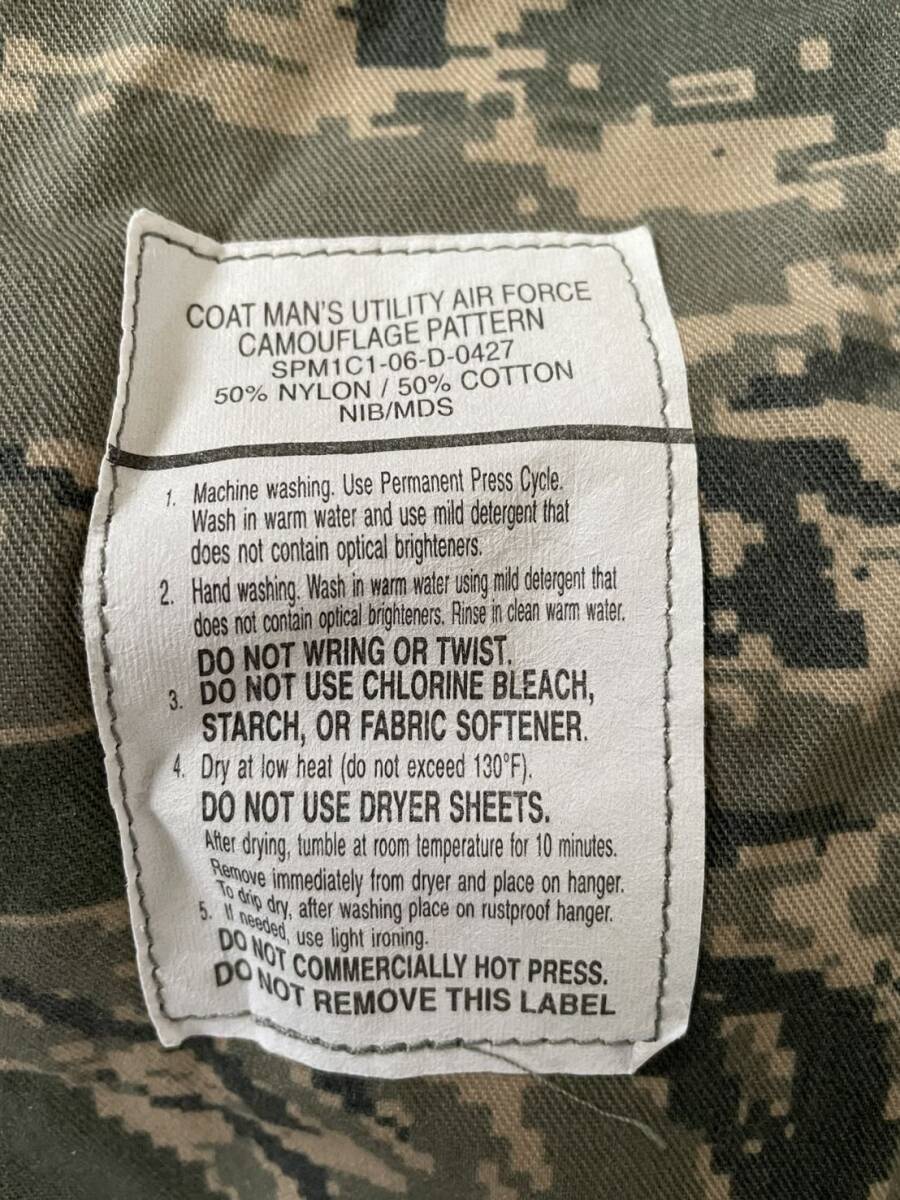 COAT MAN'S UTILITY AIR FORCE
CAMOUFLAGE PATTERN
SPM1C1-06-D-0427
50% NYLON / 50% COTTON
NIB/MDS
1. Machine washing. Use Permanent Press Cycle.
Wash in warm water and use mild detergent that
does not contain optical brighteners.
2. Hand washing. Wash in warm water using mild detergent that
does not contain optical brighteners. Rinse in clean warm water.
DO NOT WRING OR TWIST.
3. DO NOT USE CHLORINE BLEACH,
STARCH, OR FABRIC SOFTENER.
4. Dry at low heat (do not exceed 130°F).
DO NOT USE DRYER SHEETS.
After drying, tumble at room temperature for 10 minutes.
Remove immediately from dryer and place on hanger.
To drip dry, after washing place on rustproof hanger.
5. If needed, use light ironing.
DO NOT COMMERCIALLY HOT PRESS.
DO NOT REMOVE THIS LABEL